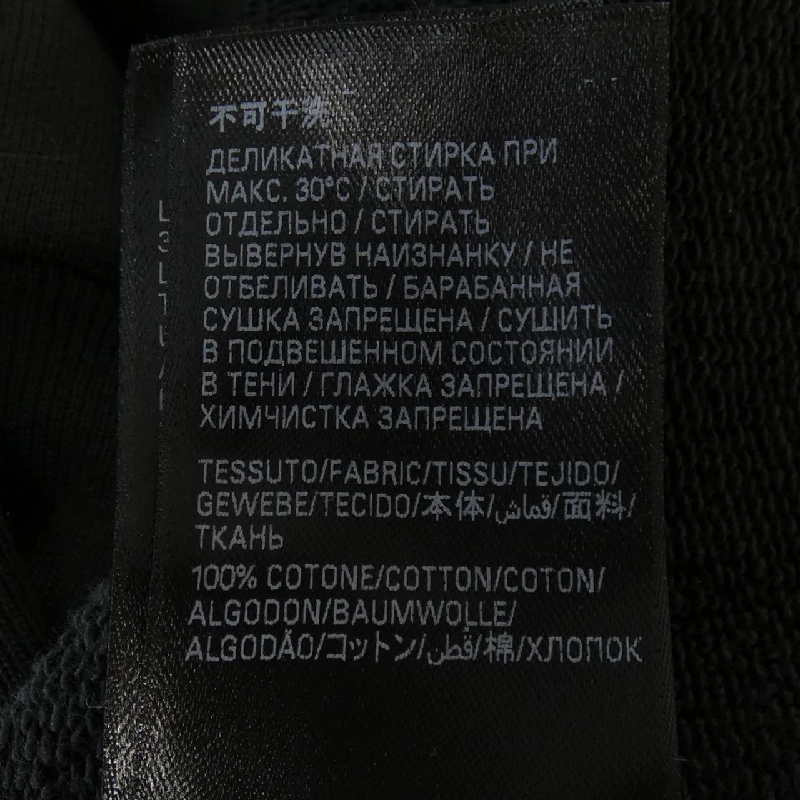 不可干洗
ДЕЛИКАТНАЯ СТИРКА ПРИ
МАКС. 30°C / СТИРАТЬ
ОТДЕЛЬНО / СТИРАТЬ
ВЫВЕРНУВ НАИЗНАНКУ / НЕ
ОТБЕЛИВАТЬ / БАРАБАННАЯ
СУШКА ЗАПРЕЩЕНА / СУШИТЬ
В ПОДВЕШЕННОМ СОСТОЯНИИ
В ТЕНИ / ГЛАЖКА ЗАПРЕЩЕНА /
ХИМЧИСТКА ЗАПРЕЩЕНА
TESSUTO/FABRIC/TISSU/TEJIDO/
GEWEBE/TECIDO/本体/قماش/面料/
ТКАНЬ
100% COTONE/COTTON/COTON/
ALGODON/BAUMWOLLE/
ALGODÃO/コットン/قطن/棉/ХЛОПОК